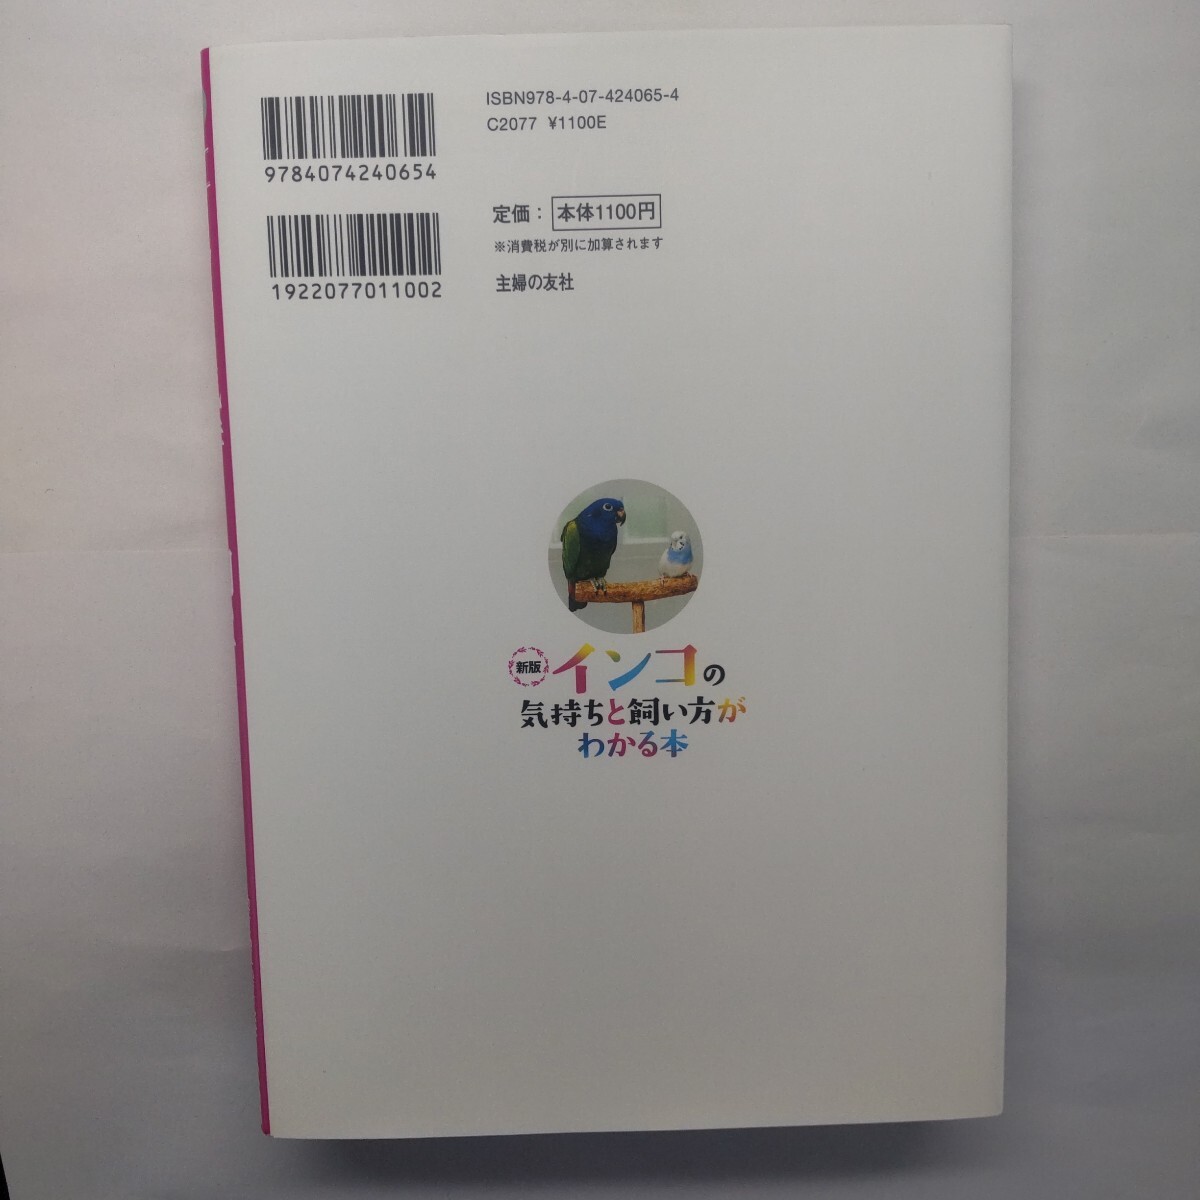 9784074240654
1922077011002
ISBN978-4-07-424065-4
C2077 ¥1100E
定価：本体1100円
※消費税が別に加算されます
主婦の友社
新版 インコの
気持ちと飼い方が
わかる本